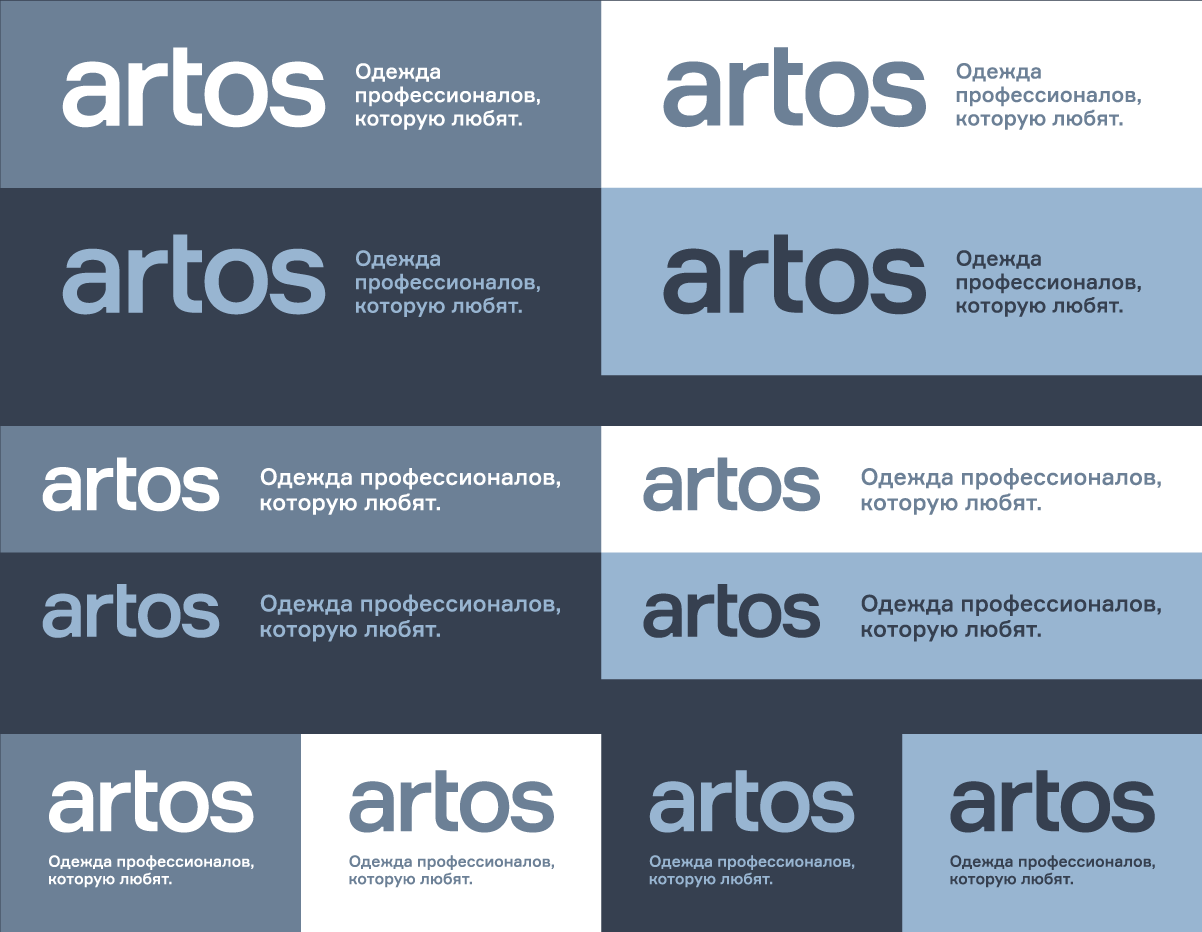 artos
Одежда
профессионалов,
которую любят.
artos
Одежда
профессионалов,
которую любят.
artos
Одежда
профессионалов,
которую любят.
artos
Одежда
профессионалов,
которую любят.
artos
Одежда профессионалов,
которую любят.
artos
Одежда профессионалов,
которую любят.
artos
Одежда профессионалов,
которую любят.
artos
Одежда профессионалов,
которую любят.
artos
Одежда профессионалов,
которую любят.
artos
Одежда профессионалов,
которую любят.
artos
Одежда профессионалов,
которую любят.
artos
Одежда профессионалов,
которую любят.